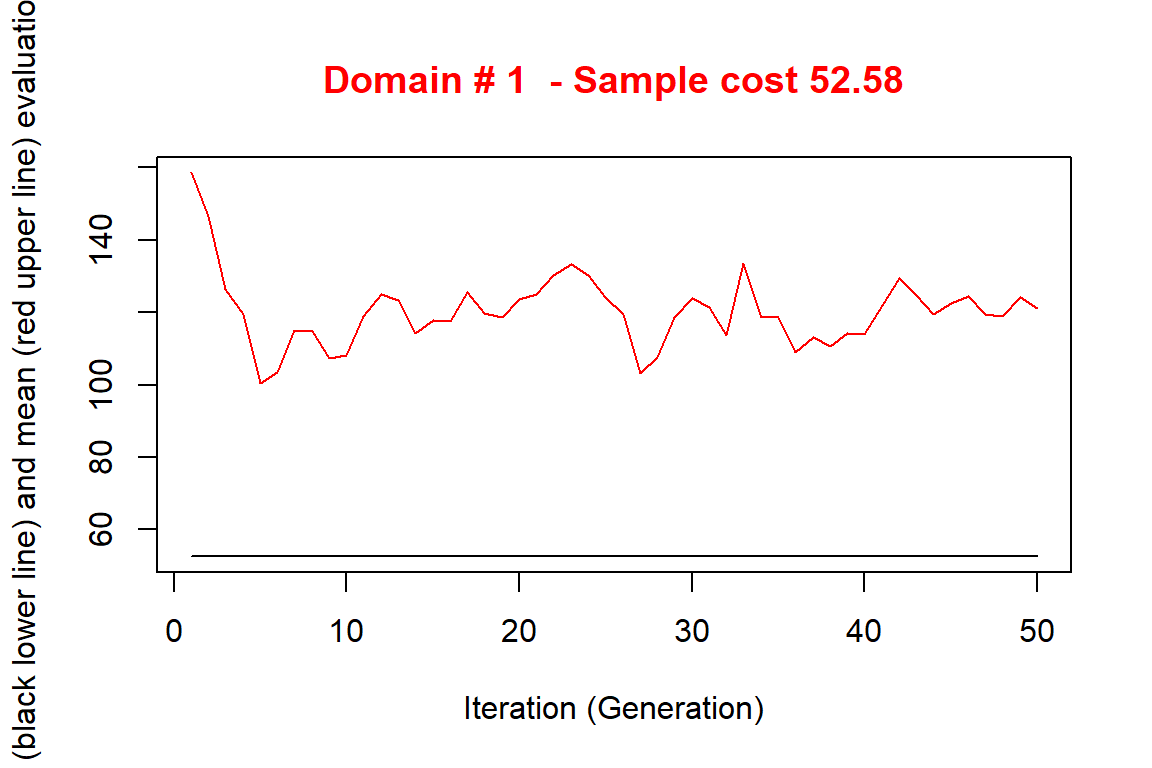 Domain # 1  - Sample cost 52.58
(black lower line) and mean (red upper line) evaluatio
140
100
80
60
0 10 20 30 40 50
Iteration (Generation)